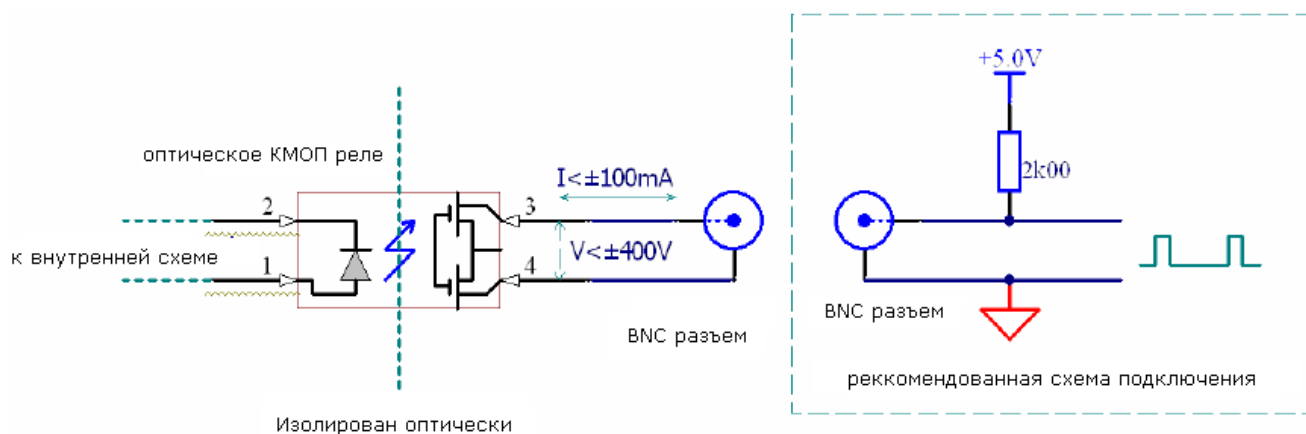 +5.0V
2k00
оптическое КМОП реле
I<±100mA
2
3
V<±400V
к внутренней схеме
1
4
BNC разъем
BNC разъем
реккомендованная схема подключения
Изолирован оптически